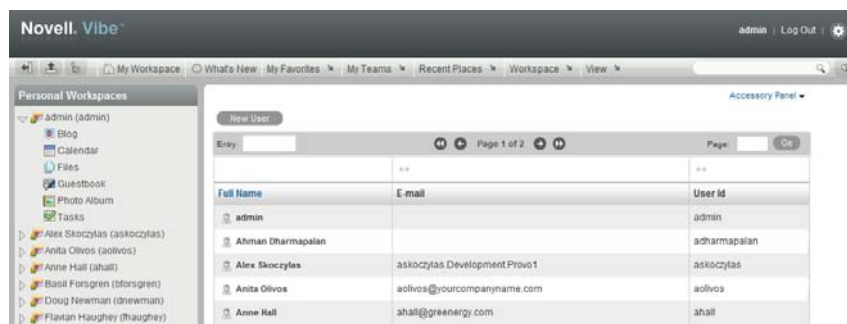 Novell. Vibe
admin | Log Out |
My Workspace What's New My Favorites My Teams Recent Places Workspace View
Personal Workspaces
admin (admin)
Blog
Calendar
Files
Guestbook
Photo Album
Tasks
Alex Skoczylas (askoczylas)
Anita Olivos (aolivos)
Anne Hall (ahall)
Basil Forsgren (bforsgren)
Doug Newman (dnewman)
Flavian Haughey (fhaughey)
Accessory Panel
New User
Entry: Page 1 of 2 Page: Go
Full Name E-mail User Id
admin admin
Ahman Dharmapalan adharmapalan
Alex Skoczylas askoczylas.Development.Provo1 askoczylas
Anita Olivos aolivos@yourcompanyname.com aolivos
Anne Hall ahall@greenergy.com ahall